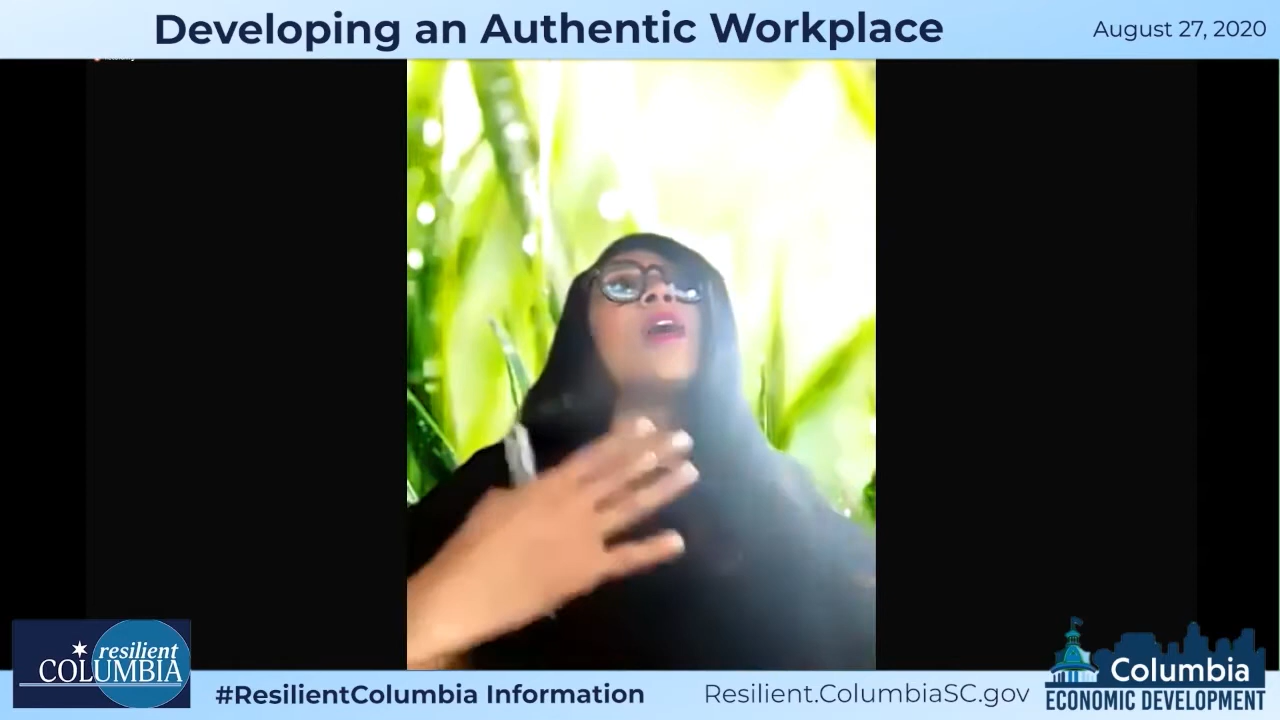 Developing an Authentic Workplace
August 27, 2020
resilient
COLUMBIA
#ResilientColumbia Information
Resilient.ColumbiaSC.gov
Columbia
ECONOMIC DEVELOPMENT